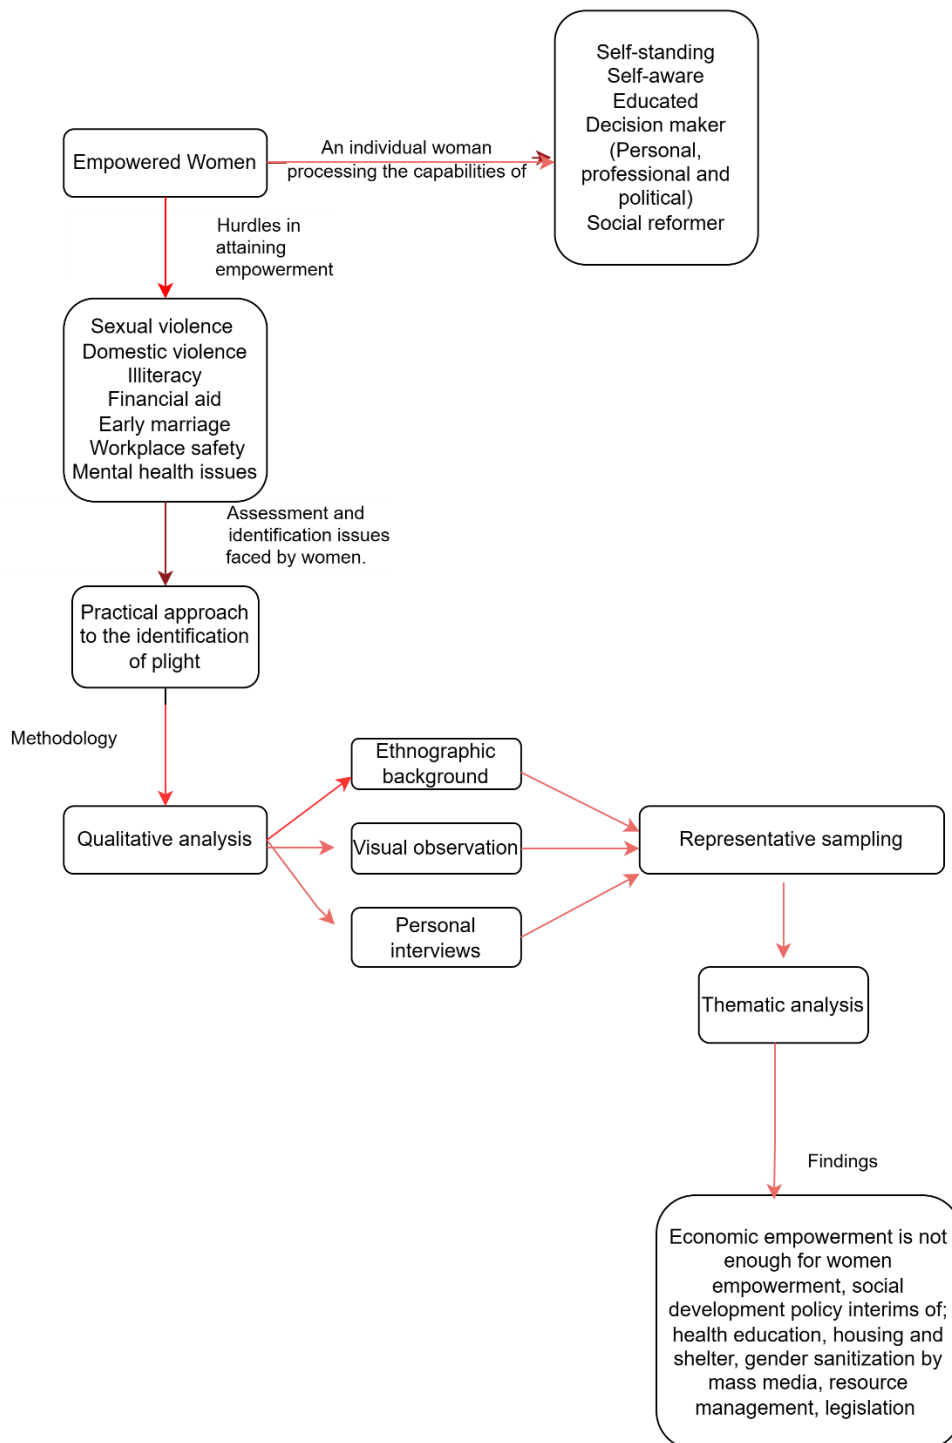 Self-standing
Self-aware
Educated
Decision maker
(Personal,
professional and
political)
Social reformer
Empowered Women
An individual woman
processing the capabilities of
Hurdles in
attaining
empowerment
Sexual violence
Domestic violence
Illiteracy
Financial aid
Early marriage
Workplace safety
Mental health issues
Assessment and
identification issues
faced by women.
Practical approach
to the identification
of plight
Methodology
Qualitative analysis
Ethnographic
background
Visual observation
Personal
interviews
Representative sampling
Thematic analysis
Findings
Economic empowerment is not
enough for women
empowerment, social
development policy interims of;
health education, housing and
shelter, gender sanitization by
mass media, resource
management, legislation